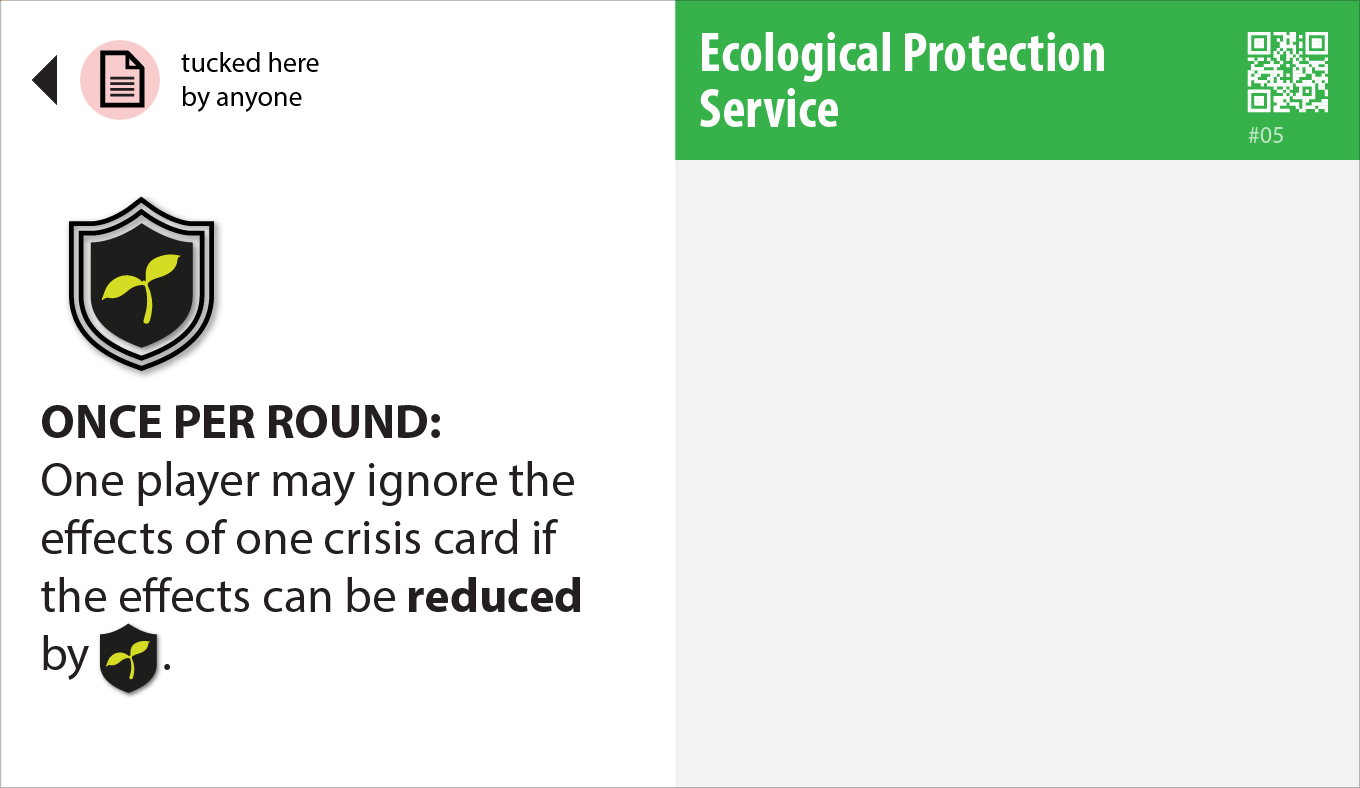 tucked here
by anyone
ONCE PER ROUND:
One player may ignore the
effects of one crisis card if
the effects can be reduced
by .
Ecological Protection
Service
#05